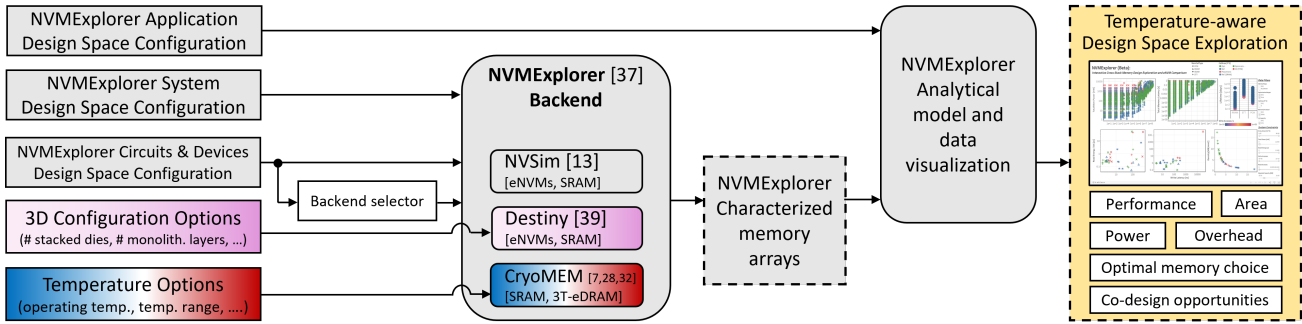 NVMExplorer Application
Design Space Configuration
NVMExplorer System
Design Space Configuration
NVMExplorer Circuits & Devices
Design Space Configuration
Backend selector
3D Configuration Options
(# stacked dies, # monolith. layers, ...)
Temperature Options
(operating temp., temp. range, ....)
NVMExplorer [37]
Backend
NVSim [13]
[eNVMs, SRAM]
Destiny [39]
[eNVMs, SRAM]
CryoMEM [7,28,32]
[SRAM, 3T-eDRAM]
NVMExplorer
Characterized
memory
arrays
NVMExplorer
Analytical
model and
data
visualization
Temperature-aware
Design Space Exploration
NVMExplorer (Beta)
Performance
Area
Power
Overhead
Optimal memory choice
Co-design opportunities